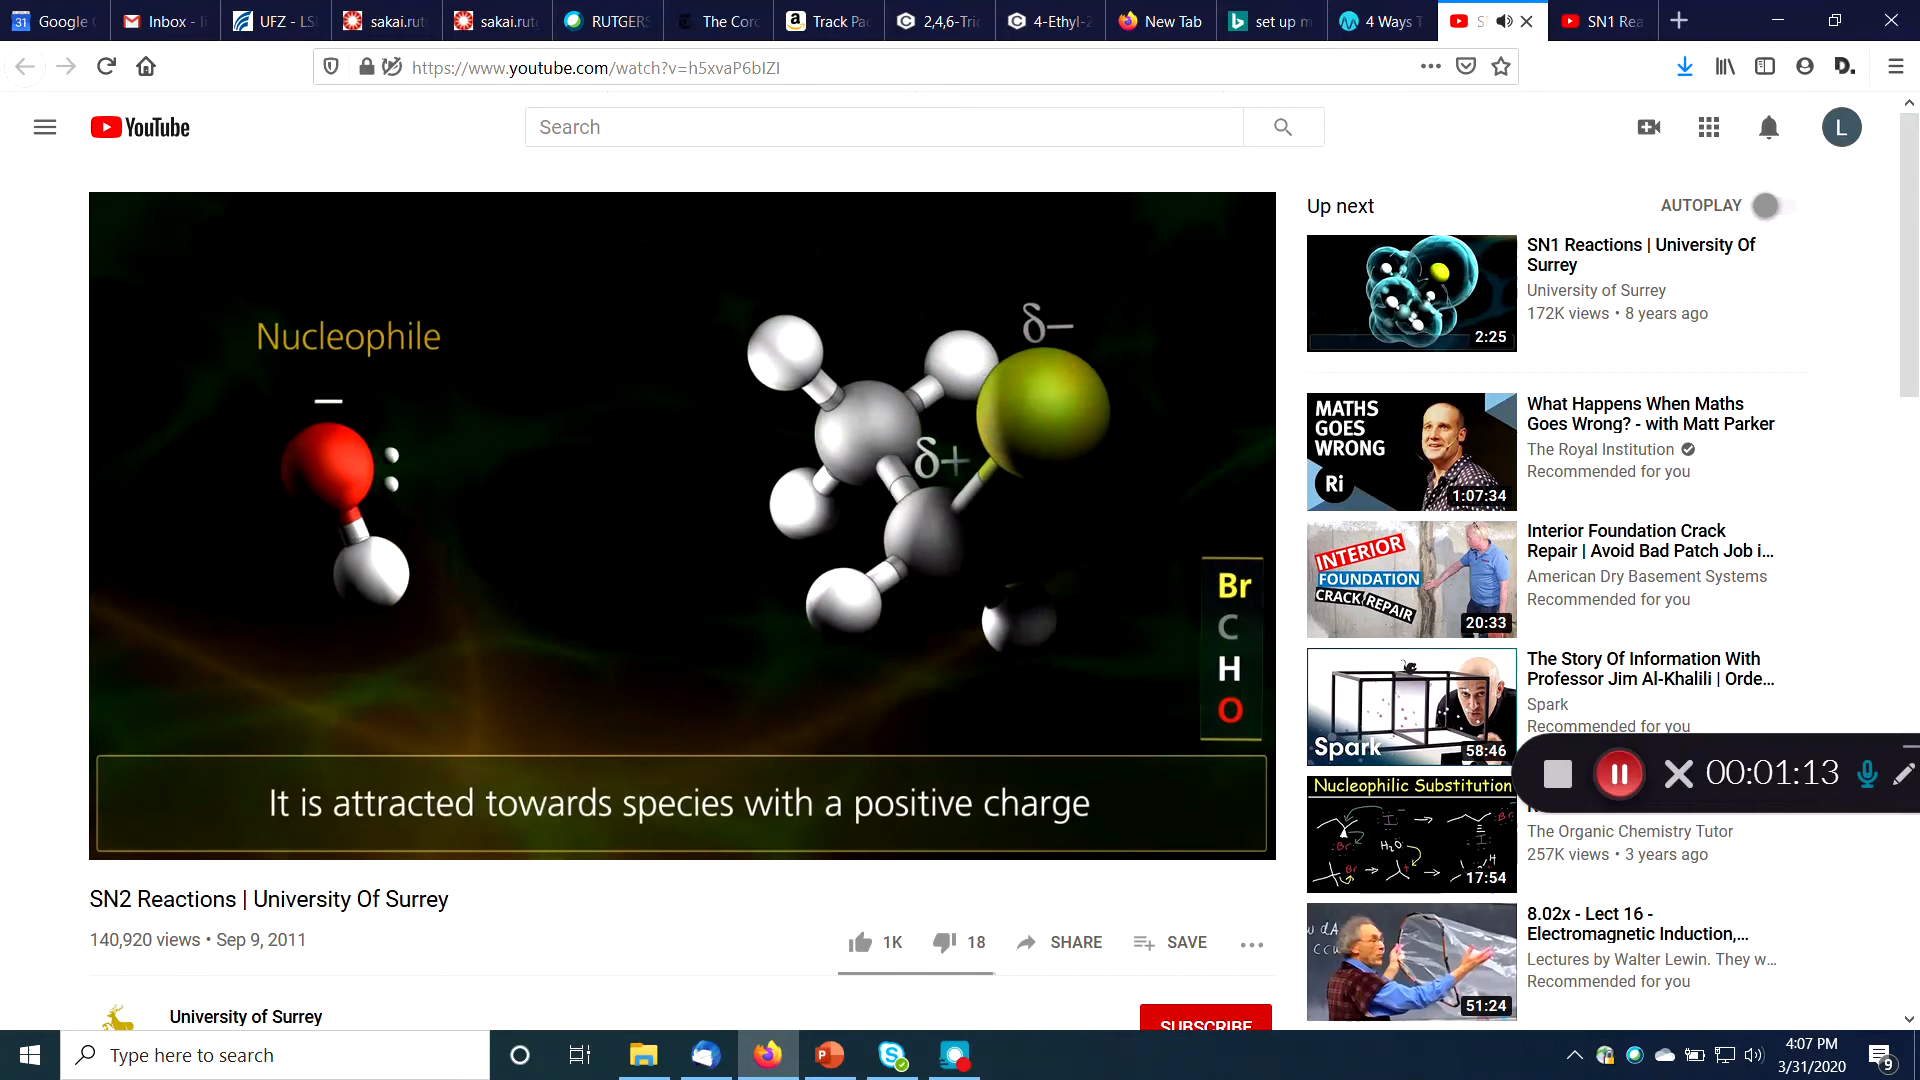 31 Google
Inbox - li
UFZ - LS
sakai.rut
sakai.rute
RUTGERS
The Corc
Track Pac
2,4,6-Tric
4-Ethyl-2
New Tab
set up m
4 Ways T
SN1 Rea
https://www.youtube.com/watch?v=h5xvaP6bIZI
D.
YouTube
Search
L
Nucleophile
−
δ−
δ+
:
Br
C
H
O
It is attracted towards species with a positive charge
SN2 Reactions | University Of Surrey
140,920 views • Sep 9, 2011
1K
18
SHARE
SAVE
University of Surrey
SUBSCRIBE
Up next
AUTOPLAY
2:25
SN1 Reactions | University Of
Surrey
University of Surrey
172K views • 8 years ago
MATHS
GOES
WRONG
Ri
1:07:34
What Happens When Maths
Goes Wrong? - with Matt Parker
The Royal Institution
Recommended for you
INTERIOR
FOUNDATION
CRACK REPAIR
20:33
Interior Foundation Crack
Repair | Avoid Bad Patch Job i...
American Dry Basement Systems
Recommended for you
Spark
58:46
The Story Of Information With
Professor Jim Al-Khalili | Orde...
Spark
Recommended for you
00:01:13
Nucleophilic Substitution
I
Br
H₂O
17:54
The Organic Chemistry Tutor
257K views • 3 years ago
51:24
8.02x - Lect 16 -
Electromagnetic Induction,...
Lectures by Walter Lewin. They w...
Recommended for you
Type here to search
4:07 PM
3/31/2020
9